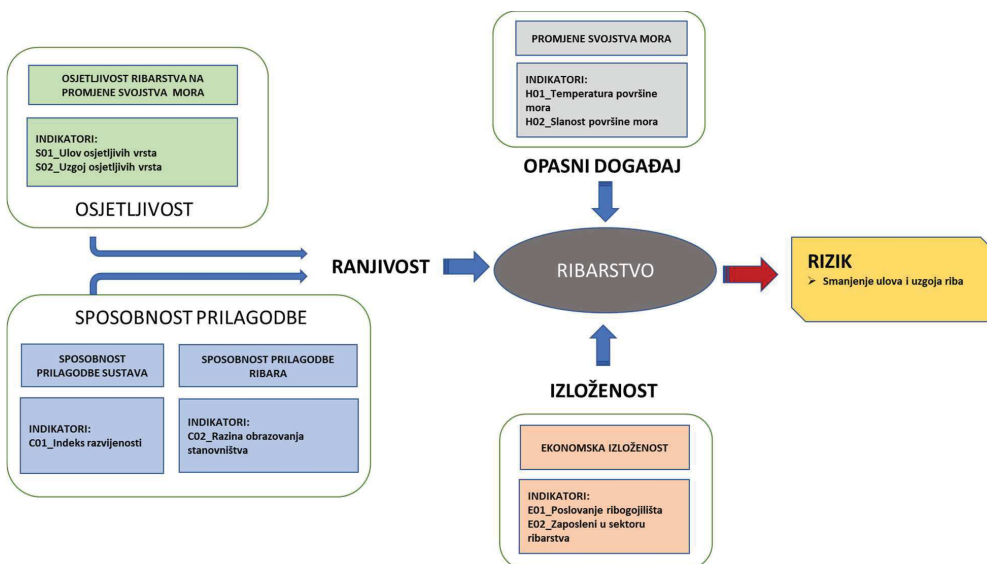 OSJETLJIVOST RIBARSTVA NA
PROMJENE SVOJSTVA MORA
INDIKATORI:
S01_Ulov osjetljivih vrsta
S02_Uzgoj osjetljivih vrsta
OSJETLJIVOST
PROMJENE SVOJSTVA MORA
INDIKATORI:
H01_Temperatura površine
mora
H02_Slanost površine mora
OPASNI DOGAĐAJ
RANJIVOST
RIBARSTVO
RIZIK
➢ Smanjenje ulova i uzgoja riba
SPOSOBNOST PRILAGODBE
SPOSOBNOST
PRILAGODBE SUSTAVA
INDIKATORI:
C01_Indeks razvijenosti
SPOSOBNOST PRILAGODBE
RIBARA
INDIKATORI:
C02_Razina obrazovanja
stanovništva
IZLOŽENOST
EKONOMSKA IZLOŽENOST
INDIKATORI:
E01_Poslovanje ribogojilišta
E02_Zaposleni u sektoru
ribarstva